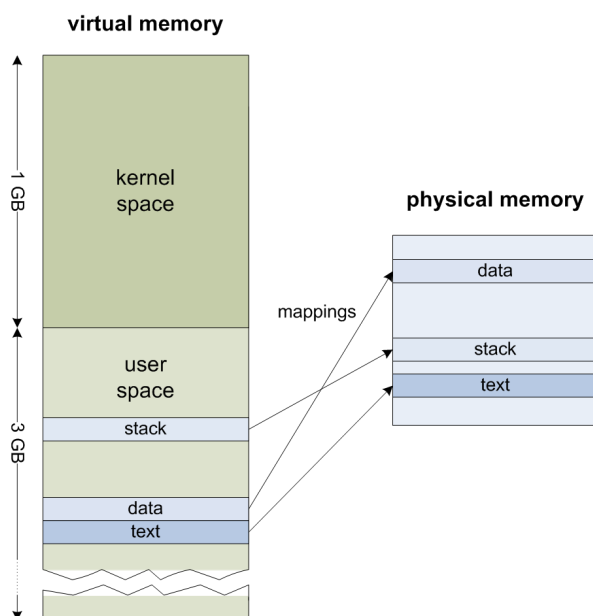 virtual memory
1 GB
kernel
space
physical memory
data
mappings
stack
text
user
space
3 GB
stack
data
text